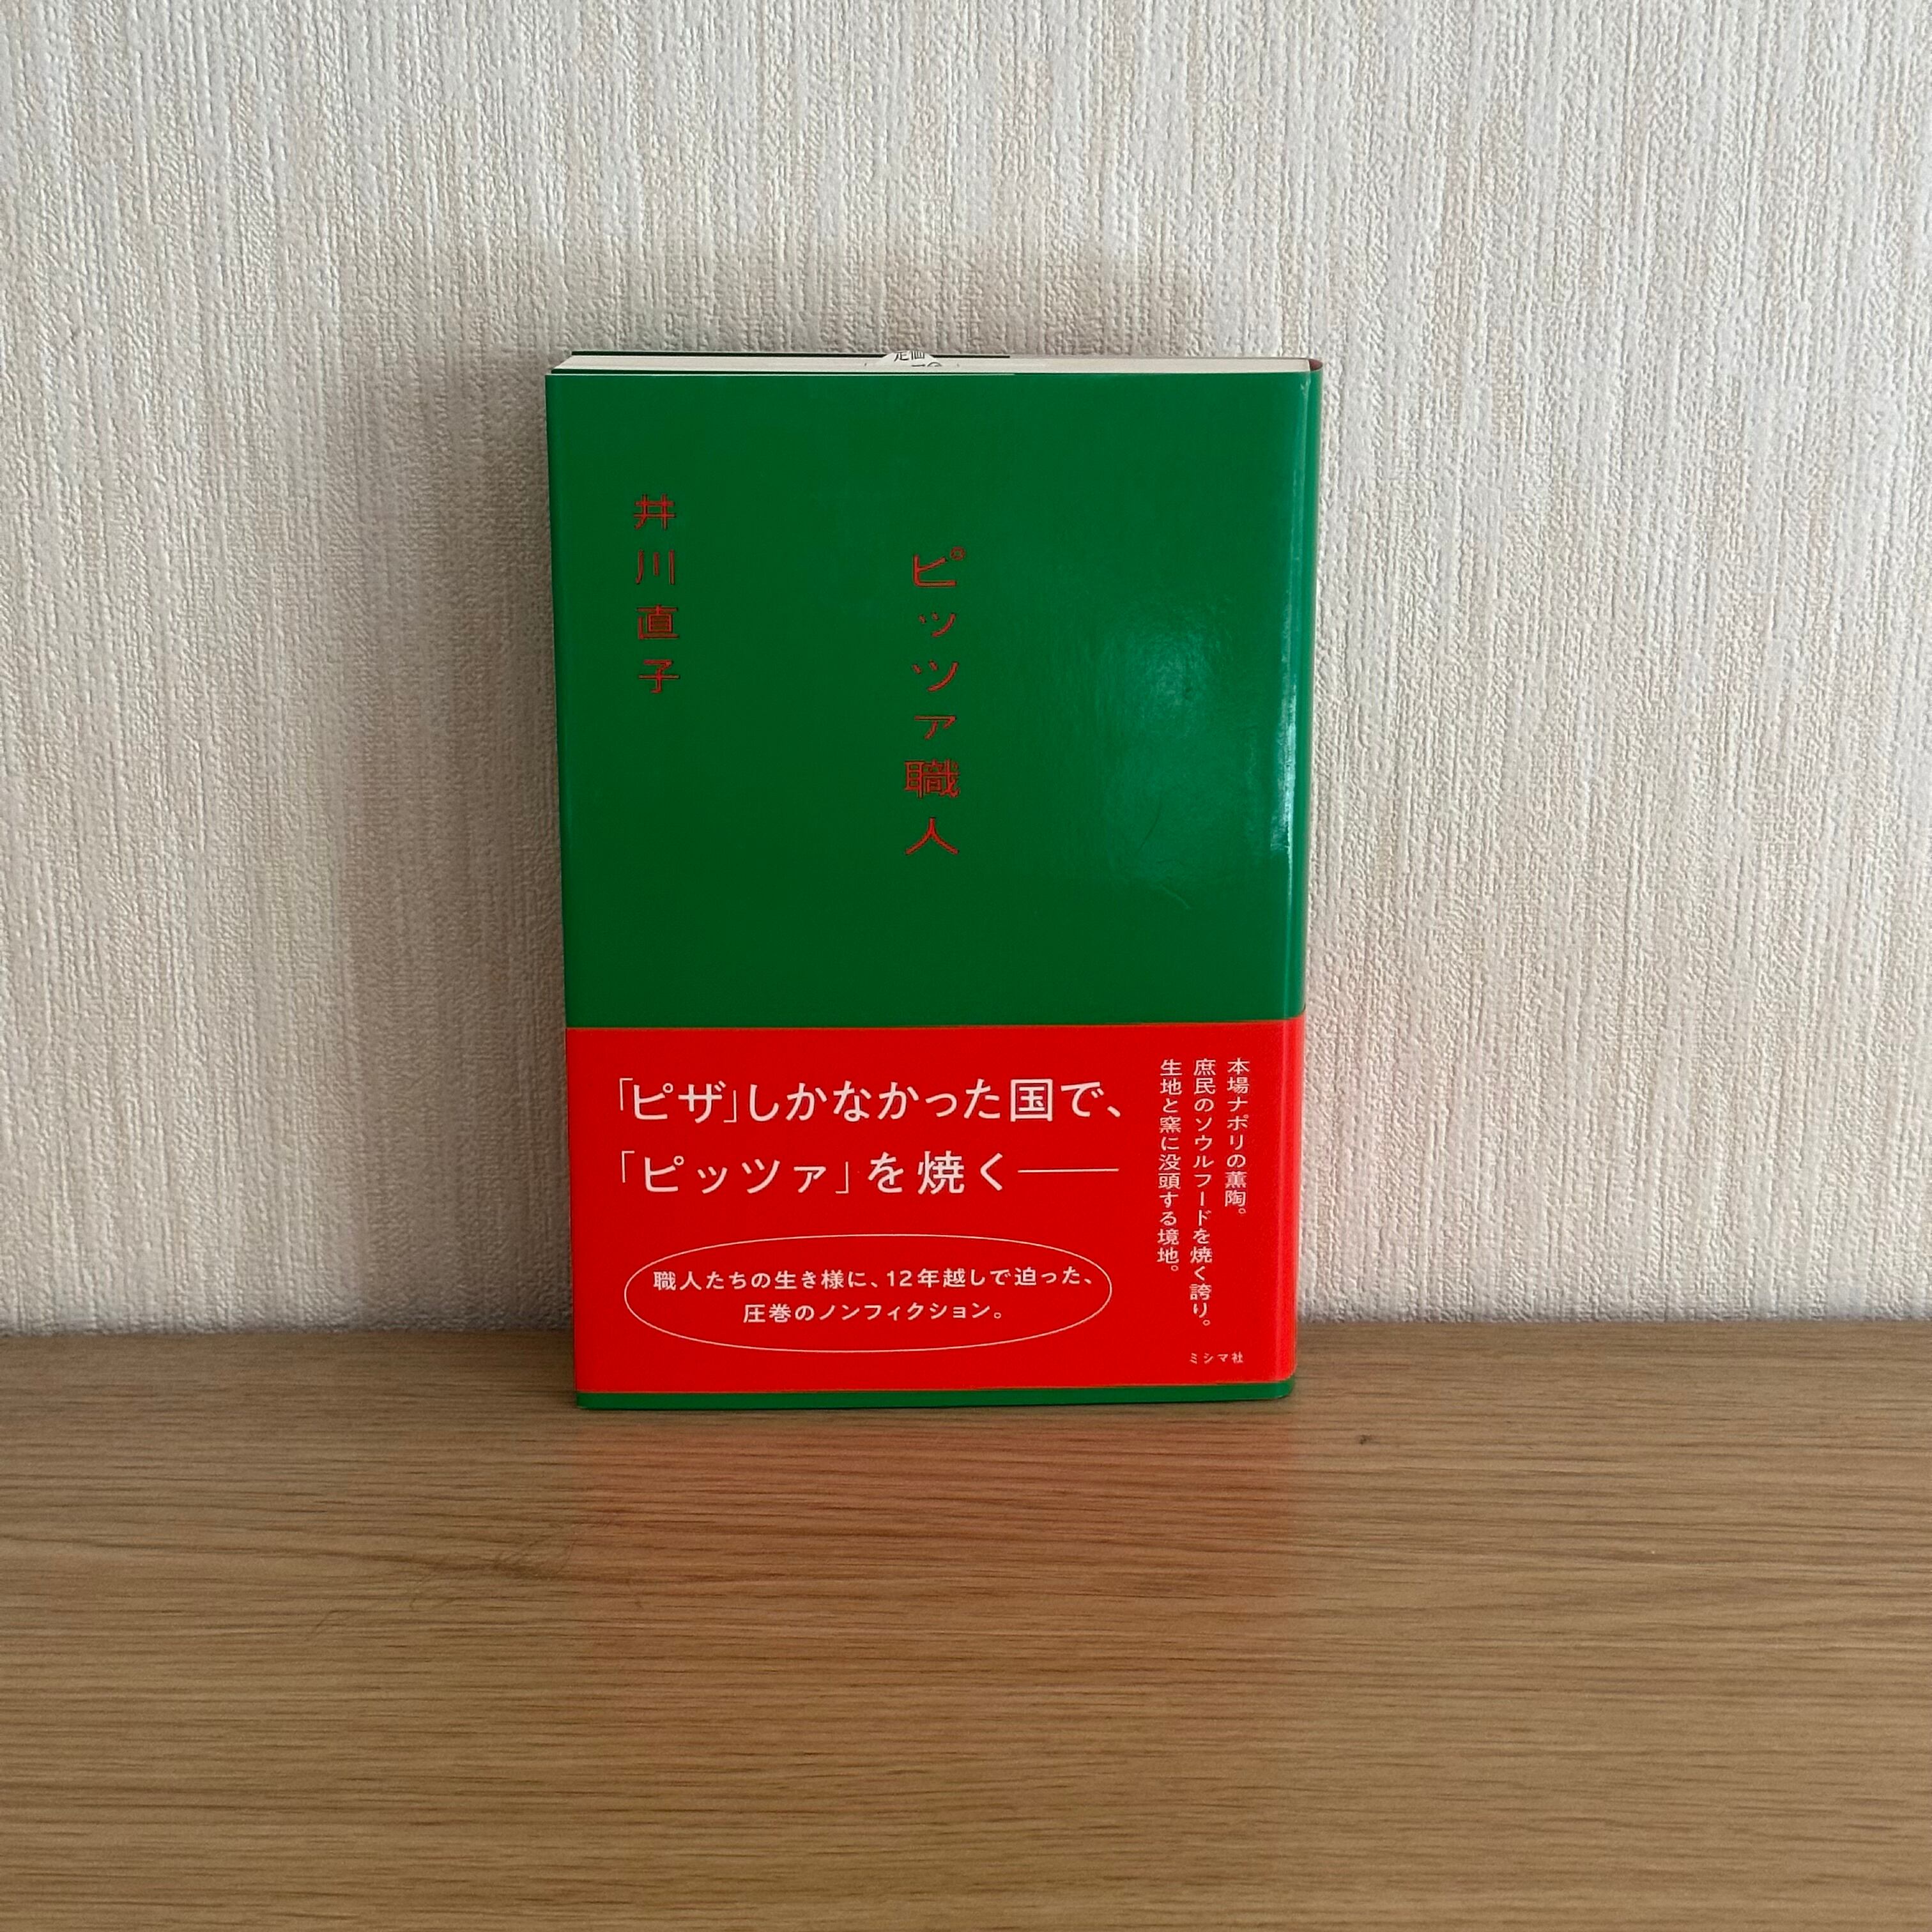 定価
ピッツァ職人
井川直子
「ピザ」しかなかった国で、
「ピッツァ」を焼く――
職人たちの生き様に、12年越しで迫った、
圧巻のノンフィクション。
本場ナポリの薫陶。
庶民のソウルフードを焼く誇り。
生地と窯に没頭する境地。
ミシマ社